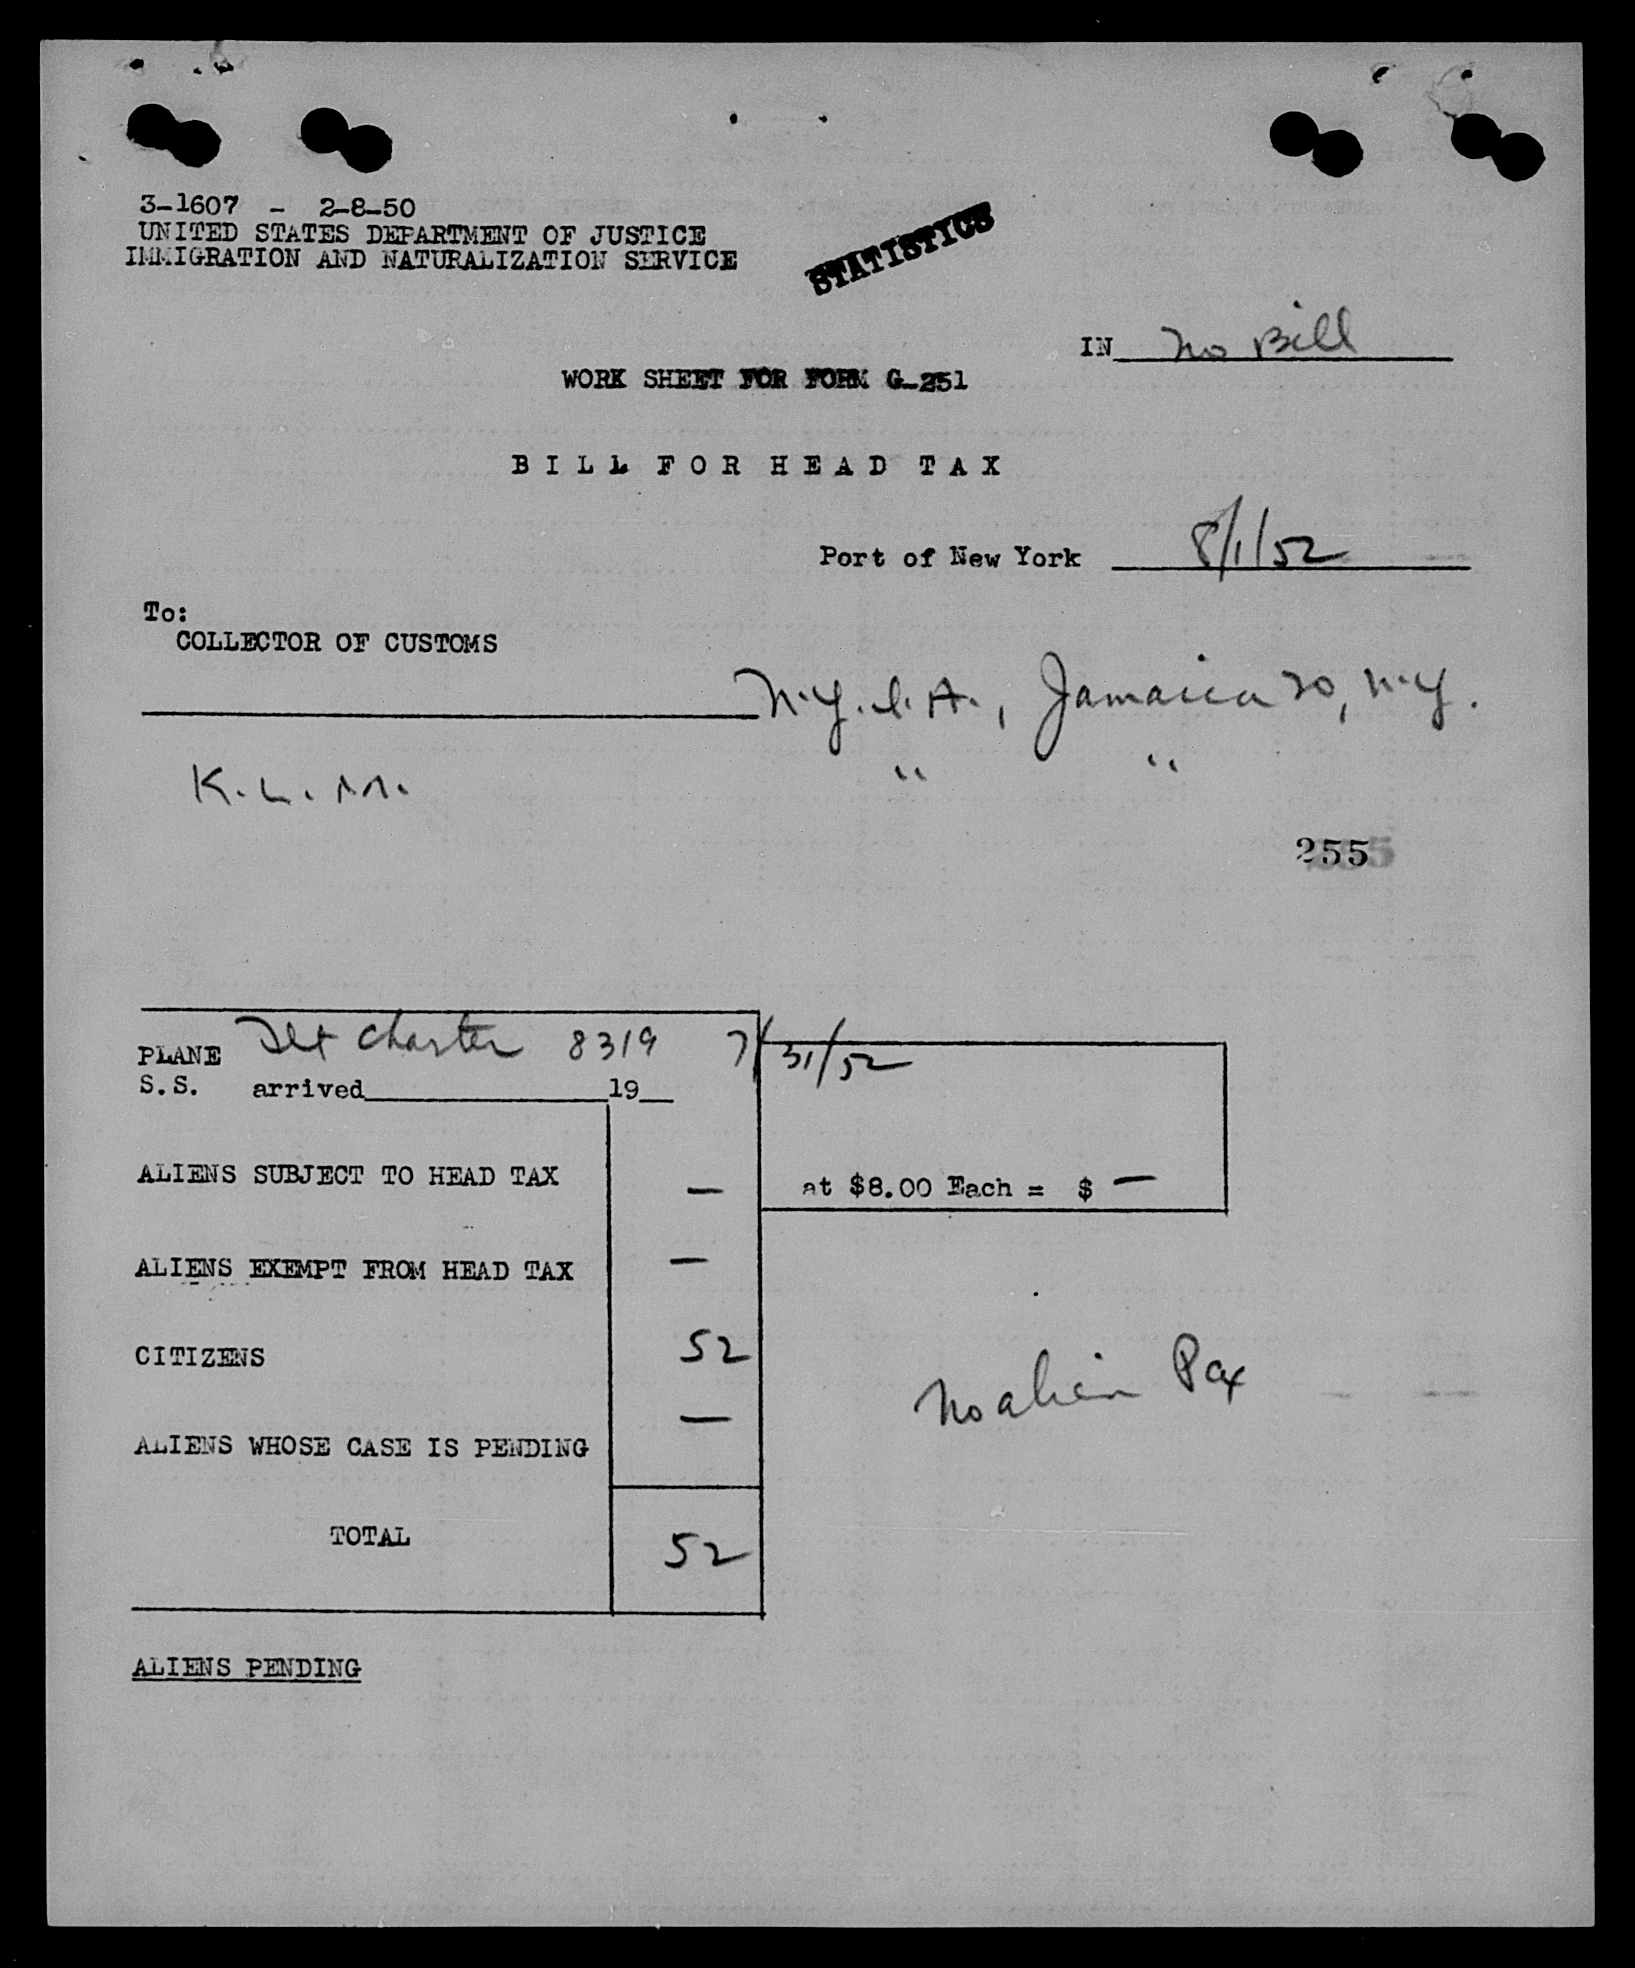 3-1607 - 2-8-50
UNITED STATES DEPARTMENT OF JUSTICE
IMMIGRATION AND NATURALIZATION SERVICE
STATISTICS
IN No Bill
WORK SHEET FOR FORM G-251
BILL FOR HEAD TAX
Port of New York 8/1/52
To:
COLLECTOR OF CUSTOMS
N.Y.I.A., Jamaica 30, N.Y.
K.L.M. " "
255
PLANE Flt Charter 8319 7/31/52
S.S. arrived 19
ALIENS SUBJECT TO HEAD TAX — at $8.00 Each = $ —
ALIENS EXEMPT FROM HEAD TAX —
CITIZENS 52
No alien Pax
ALIENS WHOSE CASE IS PENDING —
TOTAL 52
ALIENS PENDING